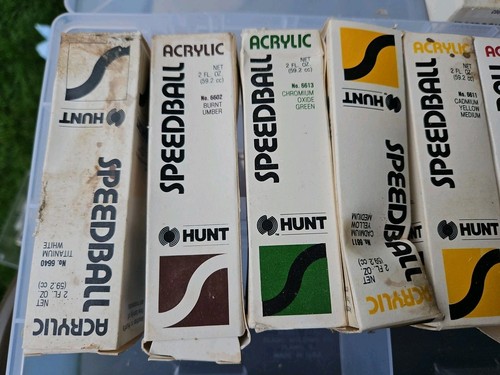 HUNT
SPEEDBALL
No. 6640
TITANIUM
WHITE
NET
2 FL. OZ.
(59.2 cc)
ACRYLIC
ACRYLIC
NET
2 FL. OZ.
(59.2 cc)
No. 6602
BURNT
UMBER
SPEEDBALL
HUNT
ACRYLIC
NET
2 FL. OZ.
(59.2 cc)
No. 6613
CHROMIUM
OXIDE
GREEN
SPEEDBALL
HUNT
HUNT
SPEEDBALL
No. 6611
CADMIUM
YELLOW
MEDIUM
NET
2 FL. OZ.
(59.2 cc)
ACRYLIC
ACRYLIC
NET
2 FL. OZ.
(59.2 cc)
No. 6611
CADMIUM
YELLOW
MEDIUM
SPEEDBALL
HUNT